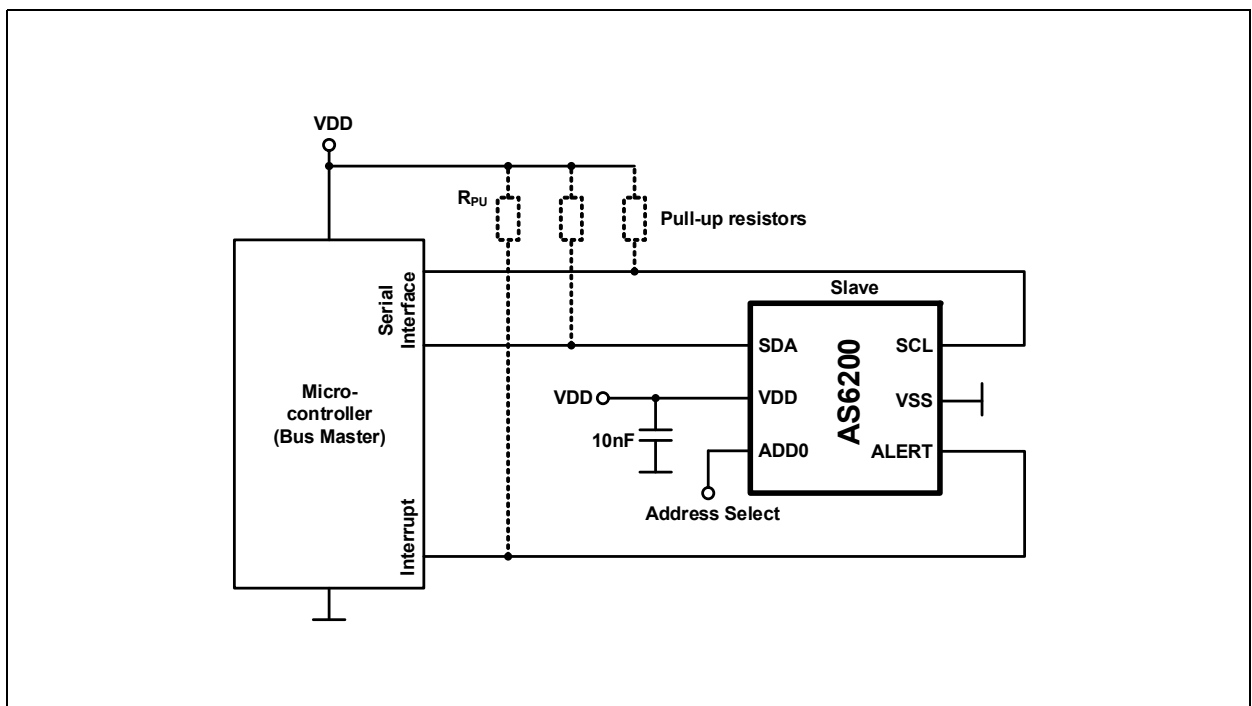 VDD
R_PU
Pull-up resistors
Serial
Interface
Slave
SDA
SCL
AS6200
Micro-
controller
(Bus Master)
VDD
VDD
VSS
10nF
ADD0
ALERT
Address Select
Interrupt